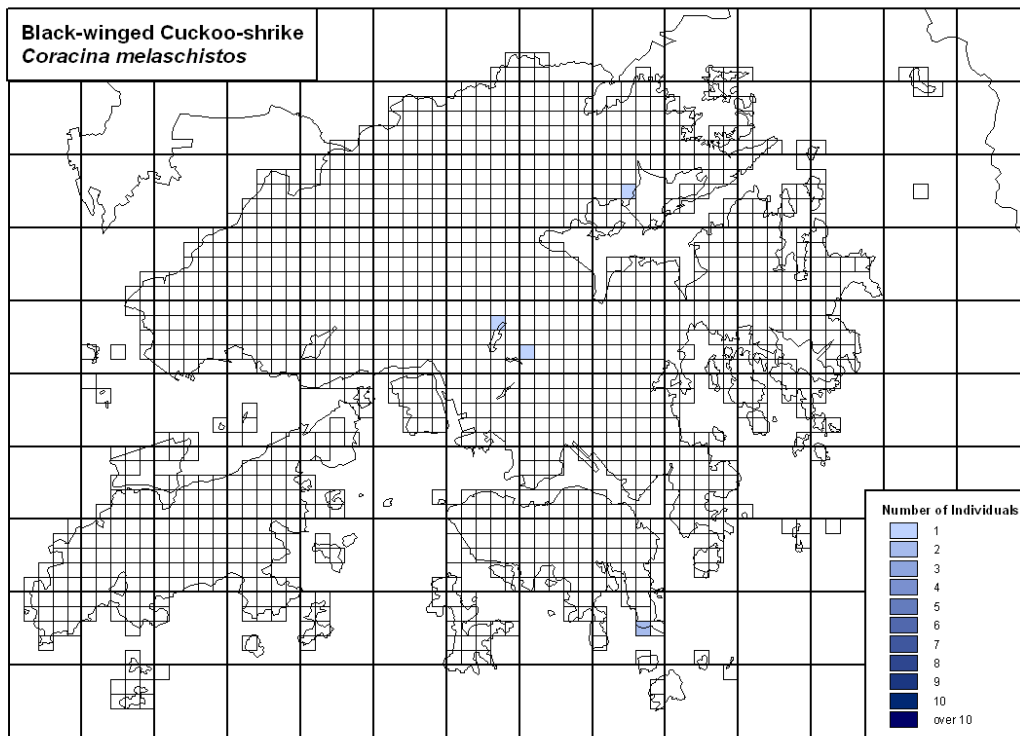 Black-winged Cuckoo-shrike
Coracina melaschistos
Number of Individuals
1
2
3
4
5
6
7
8
9
10
over 10